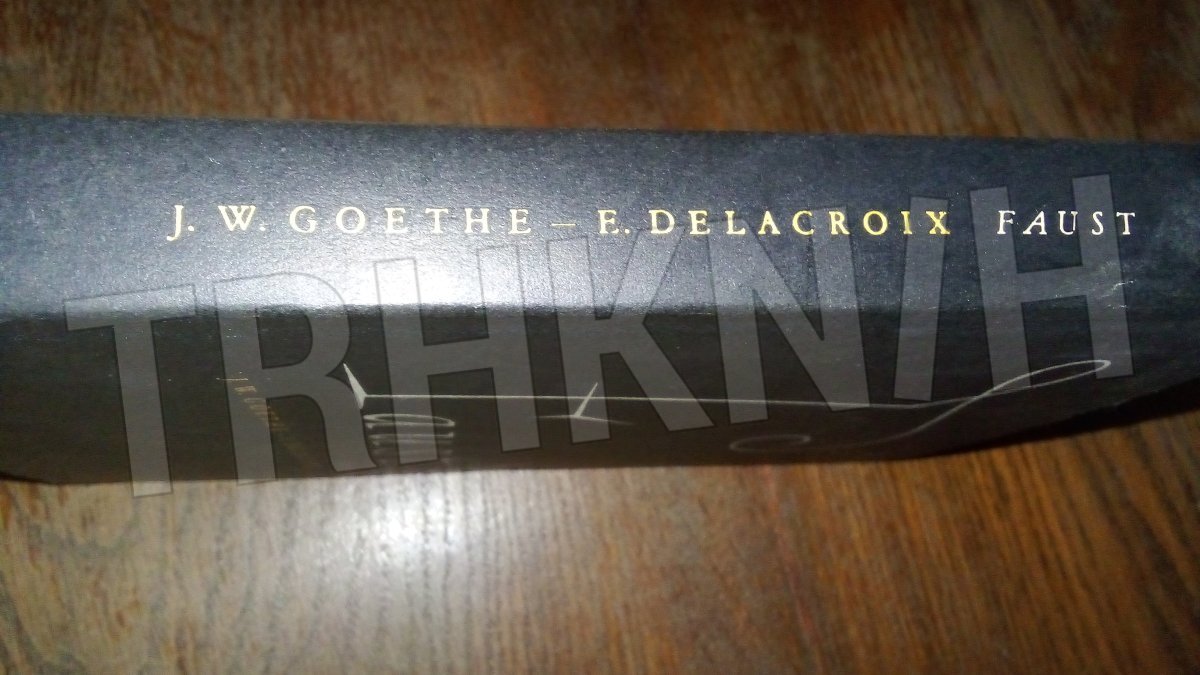 J. W. GOETHE – E. DELACROIX FAUST
TRHKNIH